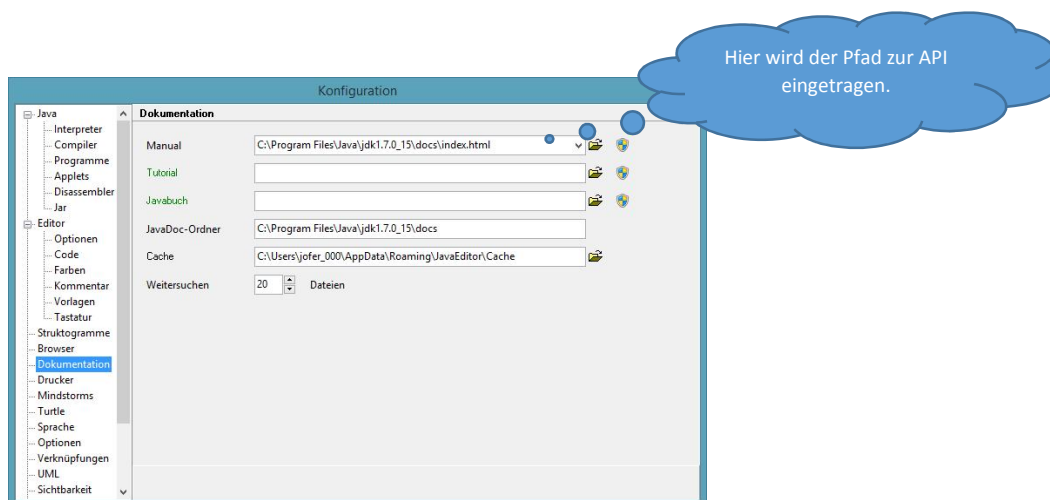 Hier wird der Pfad zur API
eingetragen.
Konfiguration
Java
Interpreter
Compiler
Programme
Applets
Disassembler
Jar
Editor
Optionen
Code
Farben
Kommentar
Vorlagen
Tastatur
Struktogramme
Browser
Dokumentation
Drucker
Mindstorms
Turtle
Sprache
Optionen
Verknüpfungen
UML
Sichtbarkeit
Dokumentation
Manual C:\Program Files\Java\jdk1.7.0_15\docs\index.html
Tutorial
Javabuch
JavaDoc-Ordner C:\Program Files\Java\jdk1.7.0_15\docs
Cache C:\Users\jofer_000\AppData\Roaming\JavaEditor\Cache
Weitersuchen 20 Dateien